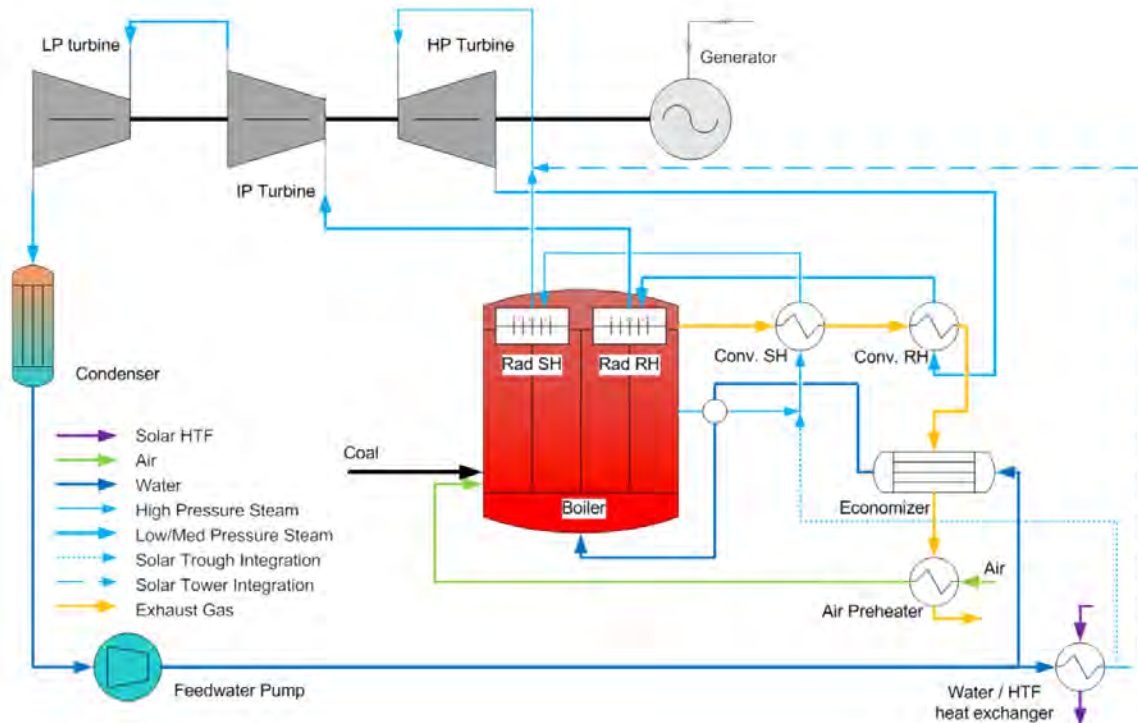 LP turbine
HP Turbine
Generator
IP Turbine
Condenser
Rad SH
Rad RH
Conv. SH
Conv. RH
Solar HTF
Air
Water
High Pressure Steam
Low/Med Pressure Steam
Solar Trough Integration
Solar Tower Integration
Exhaust Gas
Coal
Boiler
Economizer
Air
Air Preheater
Feedwater Pump
Water / HTF
heat exchanger